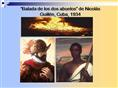 "Balada de los dos abuelos" de Nicolás
Guillén, Cuba, 1934